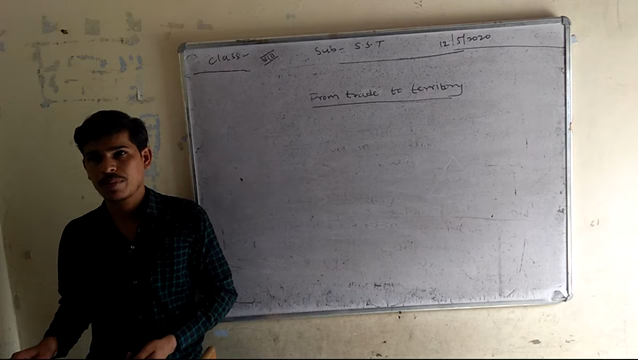 Class- VIII Sub- S.S.T 12/5/2020
From trade to territory